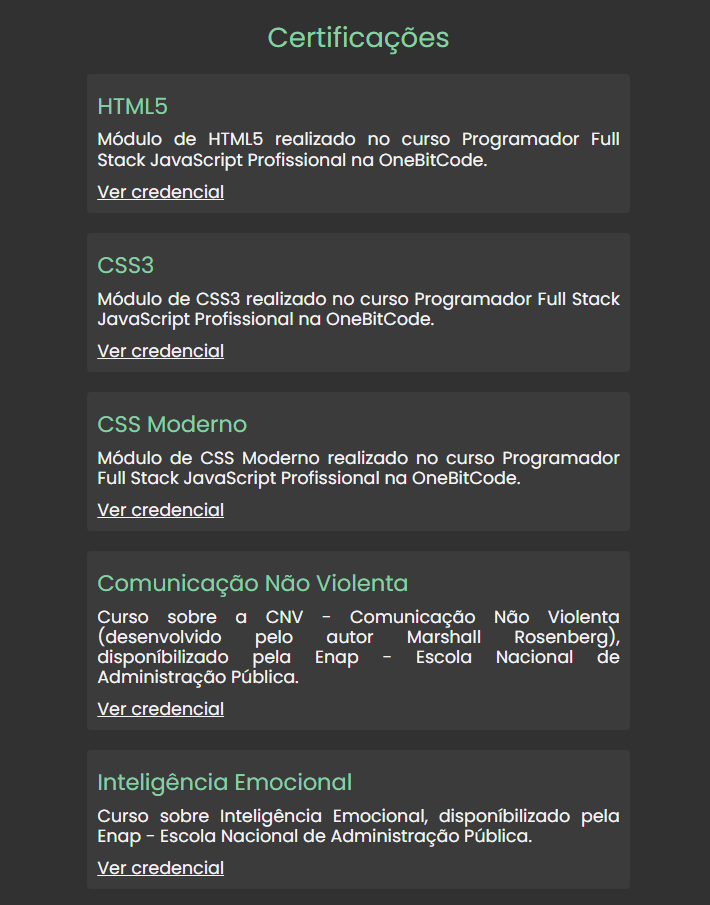 Certificações
HTML5
Módulo de HTML5 realizado no curso Programador Full
Stack JavaScript Profissional na OneBitCode.
Ver credencial
CSS3
Módulo de CSS3 realizado no curso Programador Full Stack
JavaScript Profissional na OneBitCode.
Ver credencial
CSS Moderno
Módulo de CSS Moderno realizado no curso Programador
Full Stack JavaScript Profissional na OneBitCode.
Ver credencial
Comunicação Não Violenta
Curso sobre a CNV - Comunicação Não Violenta
(desenvolvido pelo autor Marshall Rosenberg),
disponíbilizado pela Enap - Escola Nacional de
Administração Pública.
Ver credencial
Inteligência Emocional
Curso sobre Inteligência Emocional, disponíbilizado pela
Enap - Escola Nacional de Administração Pública.
Ver credencial